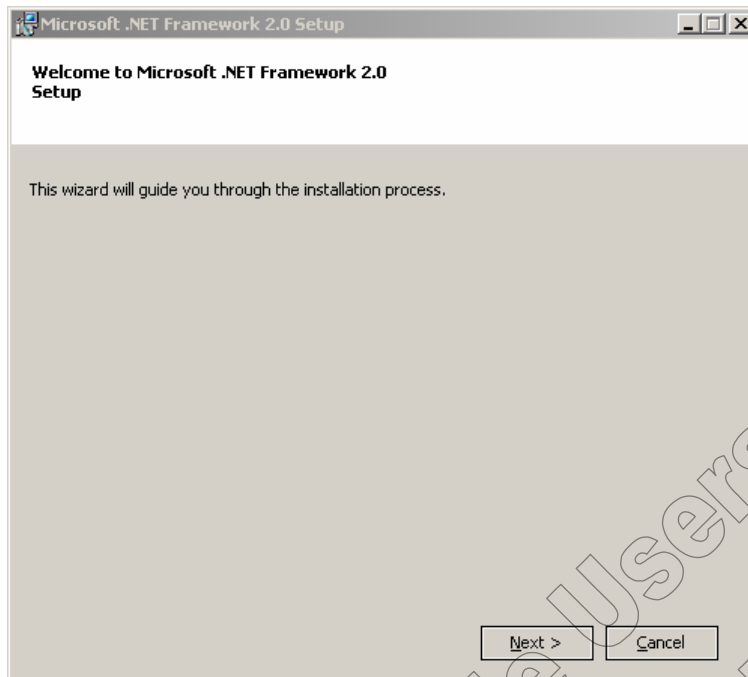 Microsoft .NET Framework 2.0 Setup
Welcome to Microsoft .NET Framework 2.0
Setup
This wizard will guide you through the installation process.
Next >
Cancel
Users